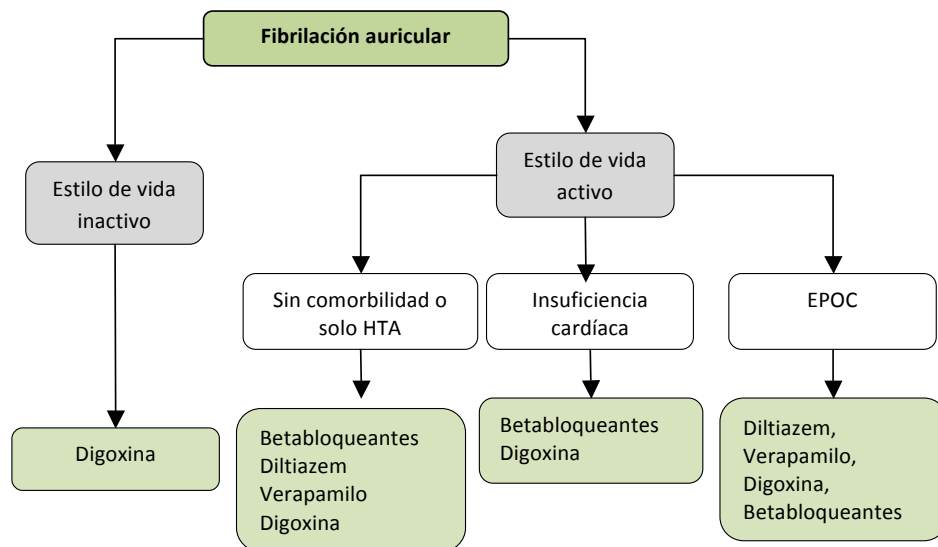 Fibrilación auricular
Estilo de vida
inactivo
Estilo de vida
activo
Sin comorbilidad o
solo HTA
Insuficiencia
cardíaca
EPOC
Digoxina
Betabloqueantes
Diltiazem
Verapamilo
Digoxina
Betabloqueantes
Digoxina
Diltiazem,
Verapamilo,
Digoxina,
Betabloqueantes